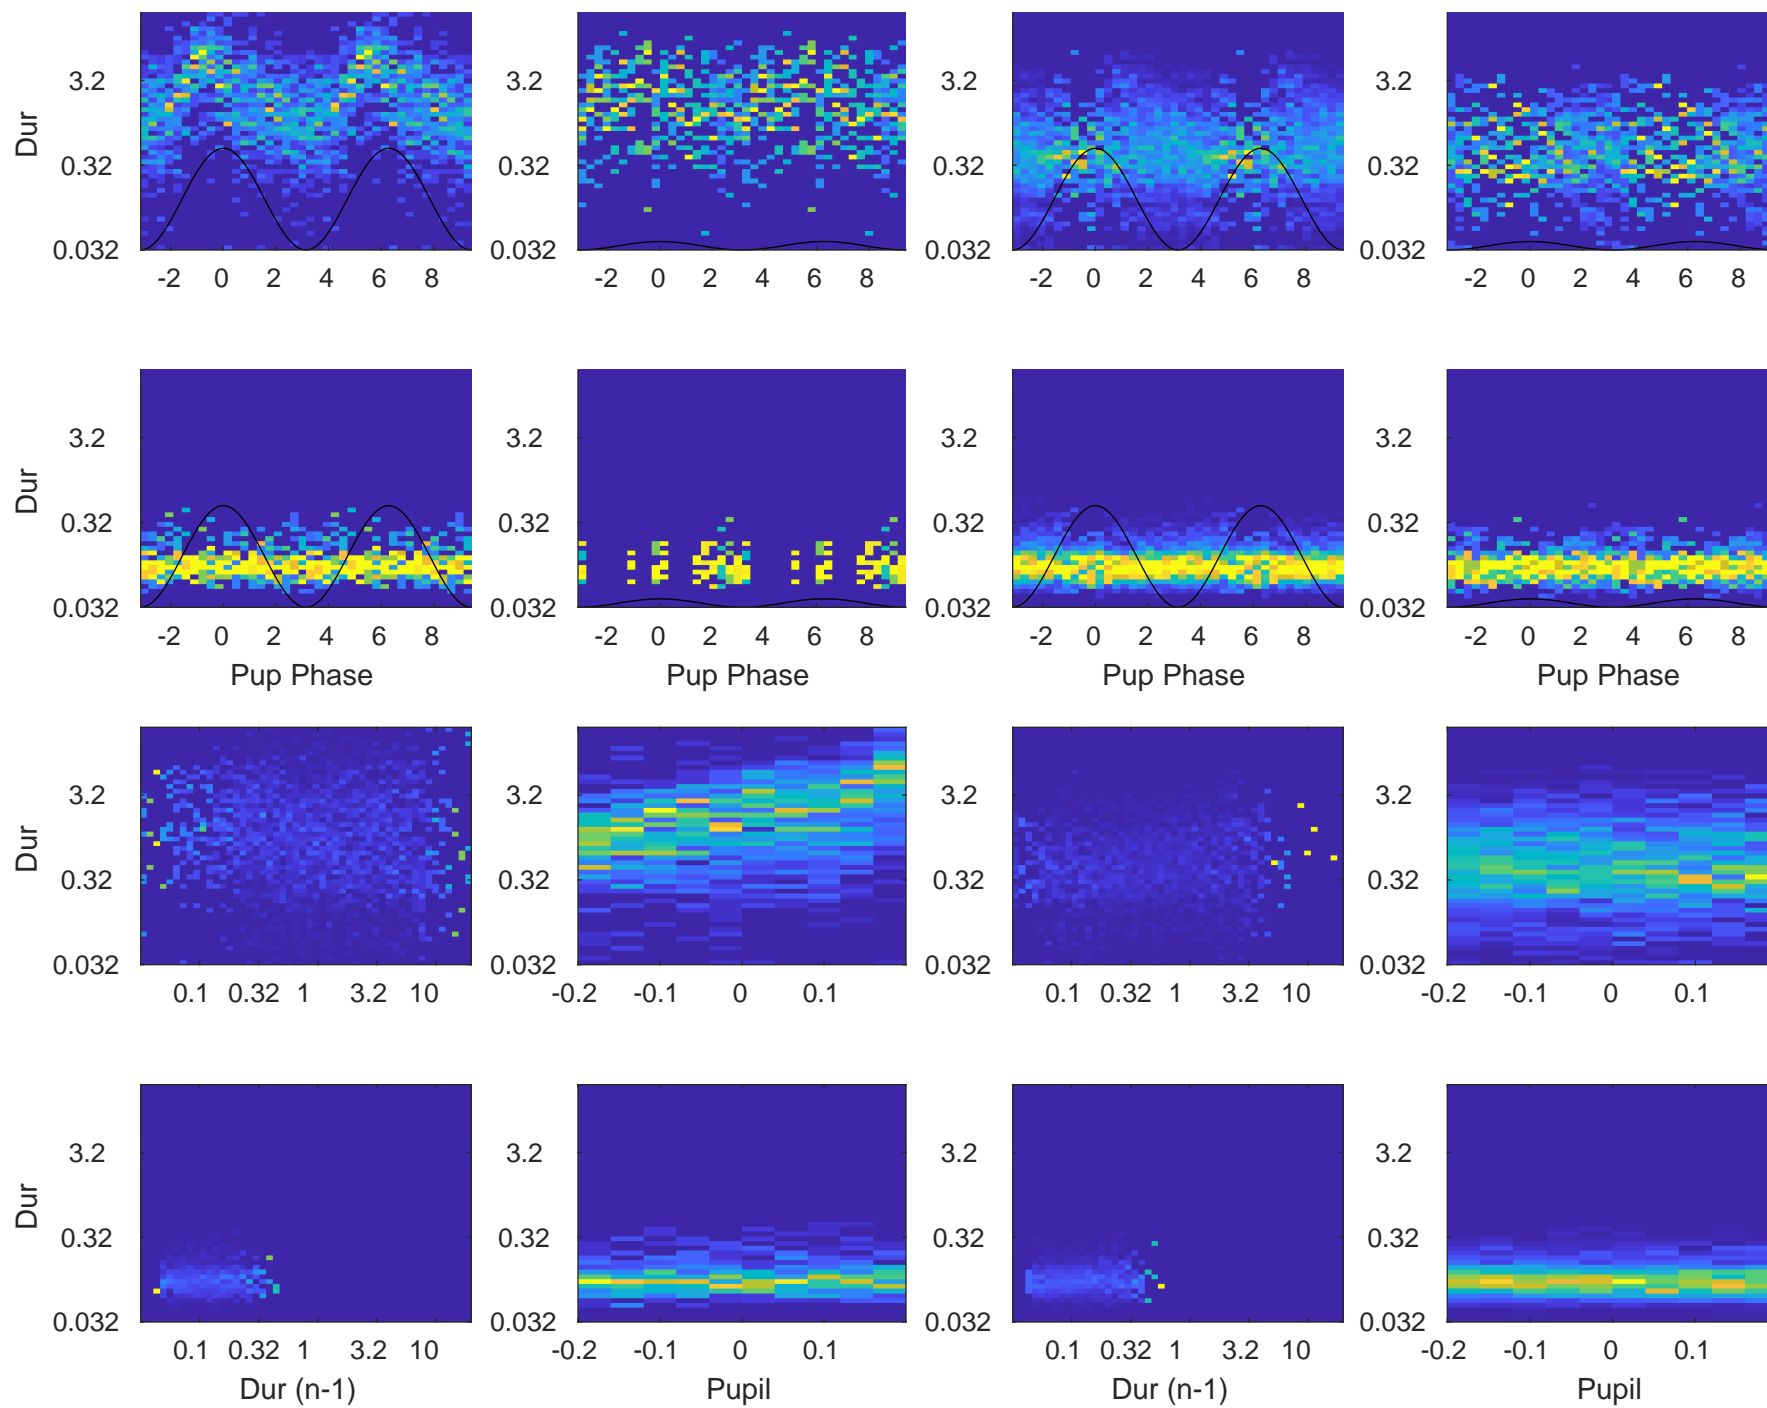 Dur 3.2 3.2 3.2 3.2
0.32 0.32 0.32 0.32
0.032 0.032 0.032 0.032
-2 0 2 4 6 8 -2 0 2 4 6 8 -2 0 2 4 6 8 -2 0 2 4 6 8
Dur 3.2 3.2 3.2 3.2
0.32 0.32 0.32 0.32
0.032 0.032 0.032 0.032
-2 0 2 4 6 8 -2 0 2 4 6 8 -2 0 2 4 6 8 -2 0 2 4 6 8
Pup Phase Pup Phase Pup Phase Pup Phase
Dur 3.2 3.2 3.2 3.2
0.32 0.32 0.32 0.32
0.032 0.032 0.032 0.032
0.1 0.32 1 3.2 10 -0.2 -0.1 0 0.1 0.1 0.32 1 3.2 10 -0.2 -0.1 0 0.1
Dur 3.2 3.2 3.2 3.2
0.32 0.32 0.32 0.32
0.032 0.032 0.032 0.032
0.1 0.32 1 3.2 10 -0.2 -0.1 0 0.1 0.1 0.32 1 3.2 10 -0.2 -0.1 0 0.1
Dur (n-1) Pupil Dur (n-1) Pupil